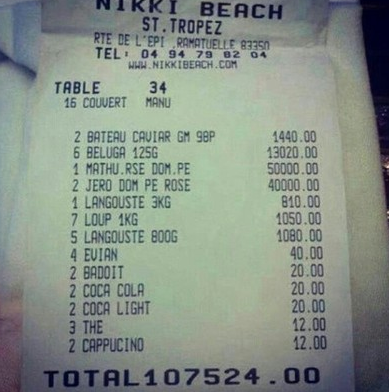 NIKKI BEACH
ST.TROPEZ
RTE DE L'EPI ,RAMATUELLE 83350
TEL: 04 94 79 82 04
WWW.NIKKIBEACH.COM
TABLE 34
16 COUVERT MANU
2 BATEAU CAVIAR GM 98P 1440.00
6 BELUGA 125G 13020.00
1 MATHU.RSE DOM.PE 50000.00
2 JERO DOM PE ROSE 40000.00
1 LANGOUSTE 3KG 810.00
7 LOUP 1KG 1050.00
5 LANGOUSTE 800G 1080.00
4 EVIAN 40.00
2 BADOIT 20.00
2 COCA COLA 20.00
2 COCA LIGHT 20.00
3 THE 12.00
2 CAPPUCINO 12.00
TOTAL107524.00